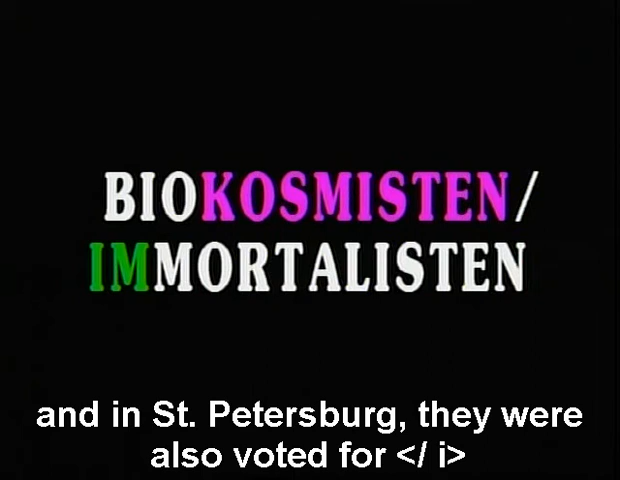 BIOKOSMISTEN/
IMMORTALISTEN
and in St. Petersburg, they were
also voted for </ i>